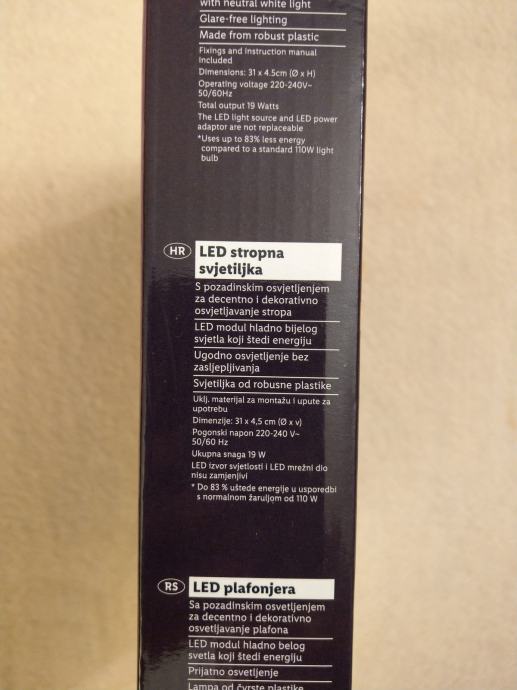 with neutral white light
Glare-free lighting
Made from robust plastic
Fixings and instruction manual
included
Dimensions: 31 x 4.5cm (Ø x H)
Operating voltage 220-240V~
50/60Hz
Total output 19 Watts
The LED light source and LED power
adaptor are not replaceable
*Uses up to 83% less energy
compared to a standard 110W light
bulb
HR LED stropna
svjetiljka
S pozadinskim osvjetljenjem
za decentno i dekorativno
osvjetljavanje stropa
LED modul hladno bijelog
svjetla koji štedi energiju
Ugodno osvjetljenje bez
zasljepljivanja
Svjetiljka od robusne plastike
Uklj. materijal za montažu i upute za
upotrebu
Dimenzije: 31 x 4,5 cm (Ø x v)
Pogonski napon 220-240 V~
50/60 Hz
Ukupna snaga 19 W
LED izvor svjetlosti i LED mrežni dio
nisu zamjenjivi
* Do 83 % uštede energije u usporedbi
s normalnom žaruljom od 110 W
RS LED plafonjera
Sa pozadinskim osvetljenjem
za decentno i dekorativno
osvetljavanje plafona
LED modul hladno belog
svetla koji štedi energiju
Prijatno osvetljenje
Lampa od čvrste plastike